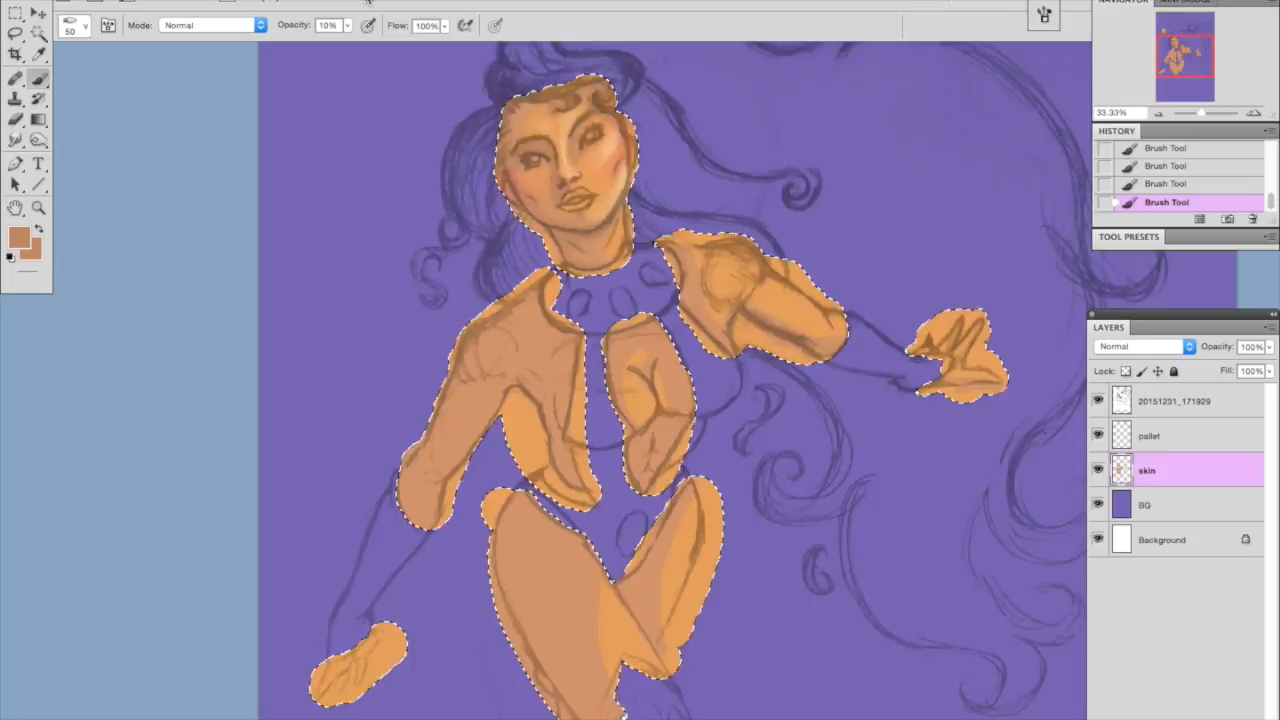 50
Mode: Normal
Opacity: 10%
Flow: 100%
33.33%
HISTORY
Brush Tool
Brush Tool
Brush Tool
Brush Tool
TOOL PRESETS
LAYERS
Normal
Opacity: 100%
Lock:
Fill: 100%
20151231_171929
pallet
skin
BG
Background